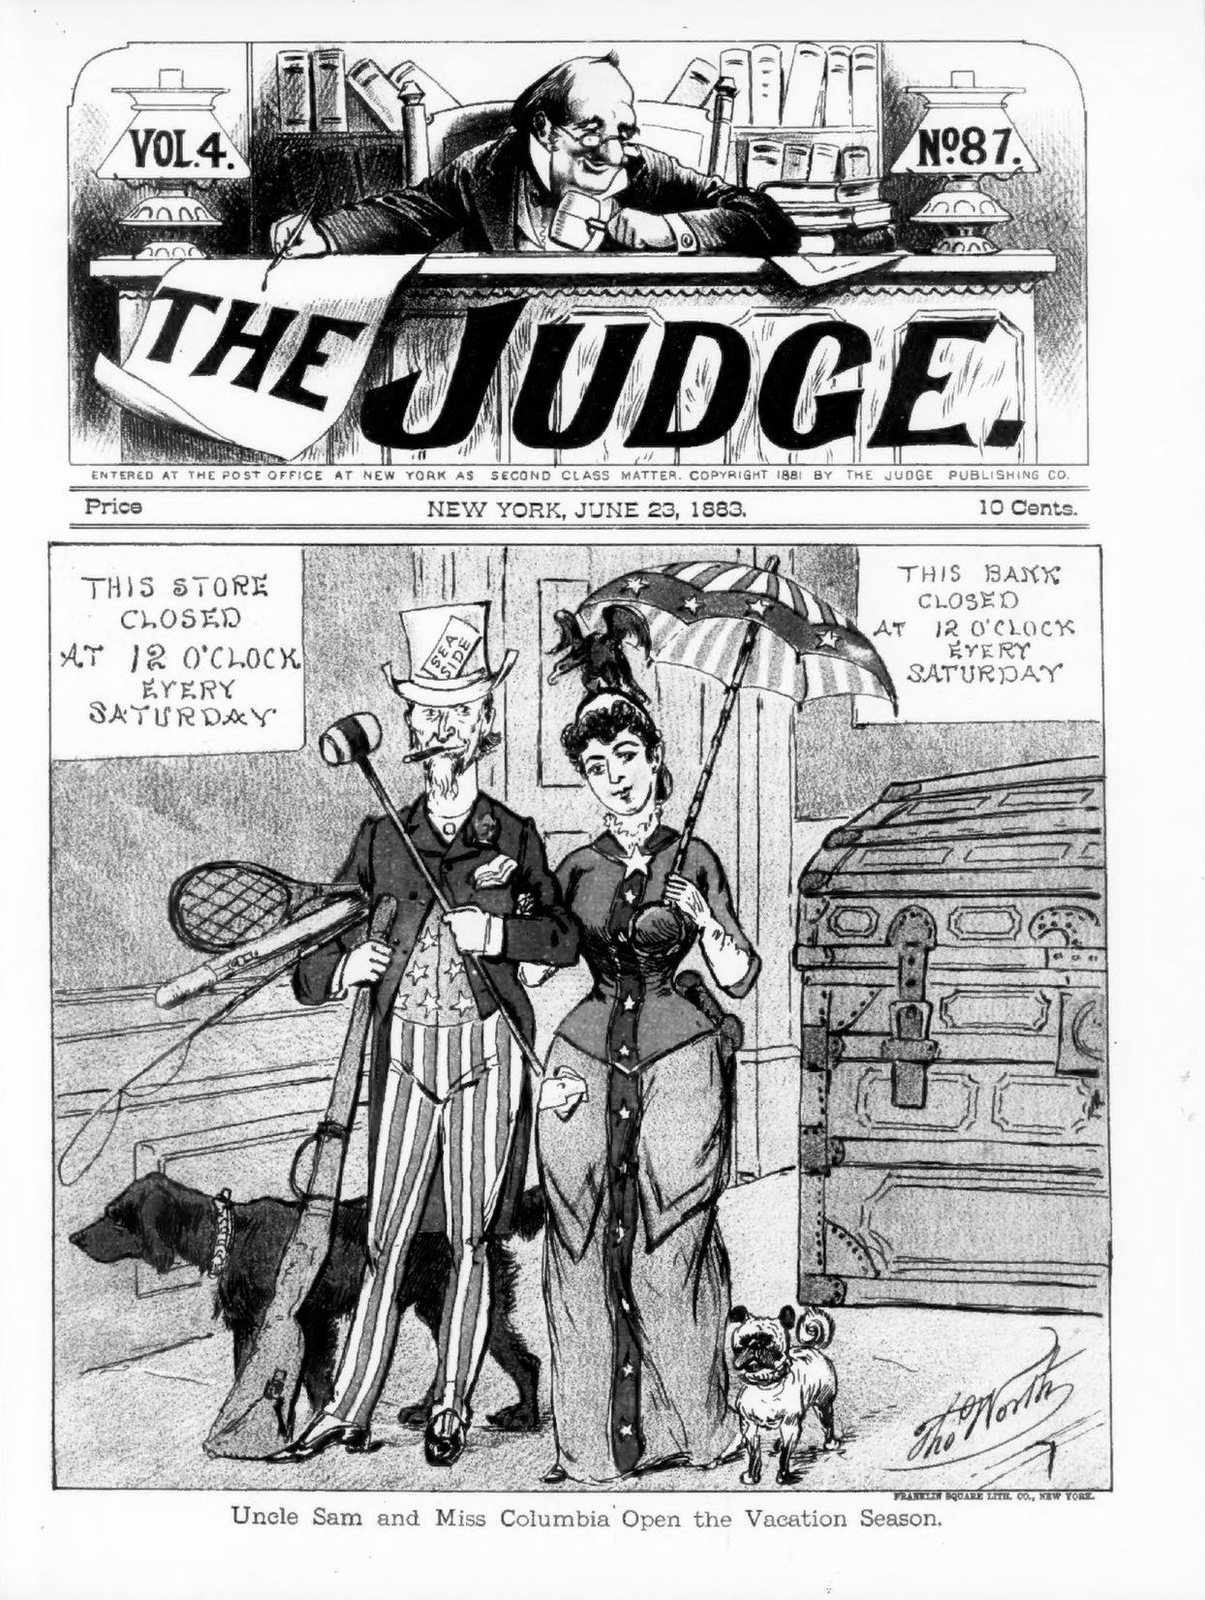 VOL. 4.
No. 87.
THE JUDGE.
ENTERED AT THE POST OFFICE AT NEW YORK AS SECOND CLASS MATTER. COPYRIGHT 1881 BY THE JUDGE PUBLISHING CO.
Price NEW YORK, JUNE 23, 1883. 10 Cents.
THIS STORE
CLOSED
AT 12 O'CLOCK
EVERY
SATURDAY
THIS BANK
CLOSED
AT 12 O'CLOCK
EVERY
SATURDAY
SEA
SIDE
Tho Worth
FRANKLIN SQUARE LITH. CO., NEW YORK.
Uncle Sam and Miss Columbia Open the Vacation Season.